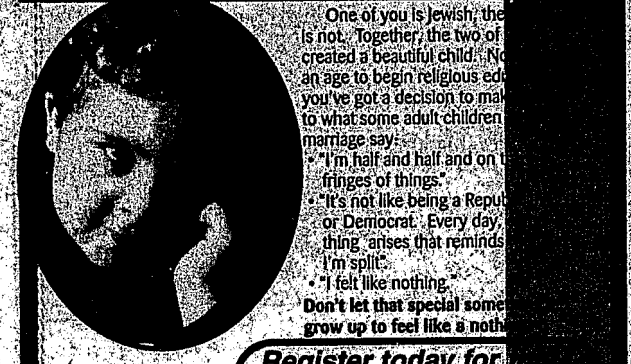 One of you is Jewish, the
is not. Together, the two of
created a beautiful child. No
an age to begin religious edu
you've got a decision to mak
to what some adult children
marriage say:
• "I'm half and half and on t
fringes of things."
• "It's not like being a Repub
or Democrat. Every day,
thing arises that reminds
I'm split".
• "I felt like nothing."
Don't let that special some
grow up to feel like a noth
Register today for